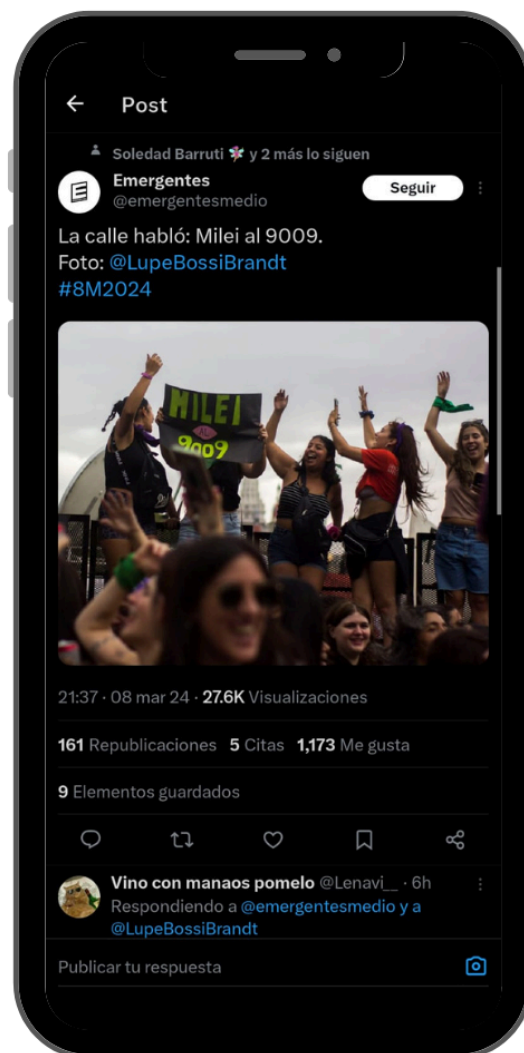 Post
Soledad Barruti y 2 más lo siguen
Emergentes
Seguir
@emergentesmedio
La calle habló: Milei al 9009.
Foto: @LupeBossiBrandt
#8M2024
MILEI
9009
21:37 · 08 mar 24 · 27.6K Visualizaciones
161 Republicaciones 5 Citas 1,173 Me gusta
9 Elementos guardados
Vino con manaos pomelo @Lenavi__ · 6h
Respondiendo a @emergentesmedio y a
@LupeBossiBrandt
Publicar tu respuesta